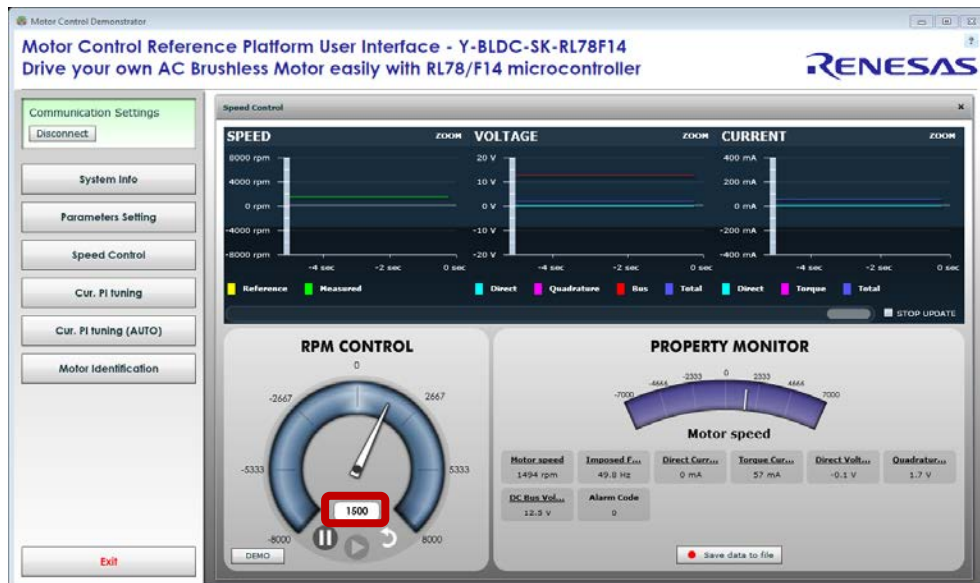 Motor Control Demonstrator
Motor Control Reference Platform User Interface - Y-BLDC-SK-RL78F14
Drive your own AC Brushless Motor easily with RL78/F14 microcontroller
?
RENESAS
Communication Settings
Disconnect
System Info
Parameters Setting
Speed Control
Cur. PI tuning
Cur. PI tuning (AUTO)
Motor Identification
Exit
Speed Control
x
SPEED ZOOM
8000 rpm
4000 rpm
0 rpm
-4000 rpm
-8000 rpm
-4 sec -2 sec 0 sec
Reference Measured
VOLTAGE ZOOM
20 V
10 V
0 V
-10 V
-20 V
-4 sec -2 sec 0 sec
Direct Quadrature Bus Total
CURRENT ZOOM
400 mA
200 mA
0 mA
-200 mA
-400 mA
-4 sec -2 sec 0 sec
Direct Torque Total
STOP UPDATE
RPM CONTROL
0
-2667 2667
-5333 5333
1500
-8000 8000
DEMO
PROPERTY MONITOR
-7000 -4666 -2333 0 2333 4666 7000
Motor speed
Motor speed Imposed F... Direct Curr... Torque Cur... Direct Volt... Quadratur...
1494 rpm 49.8 Hz 0 mA 57 mA -0.1 V 1.7 V
DC Bus Vol... Alarm Code
12.5 V 0
Save data to file